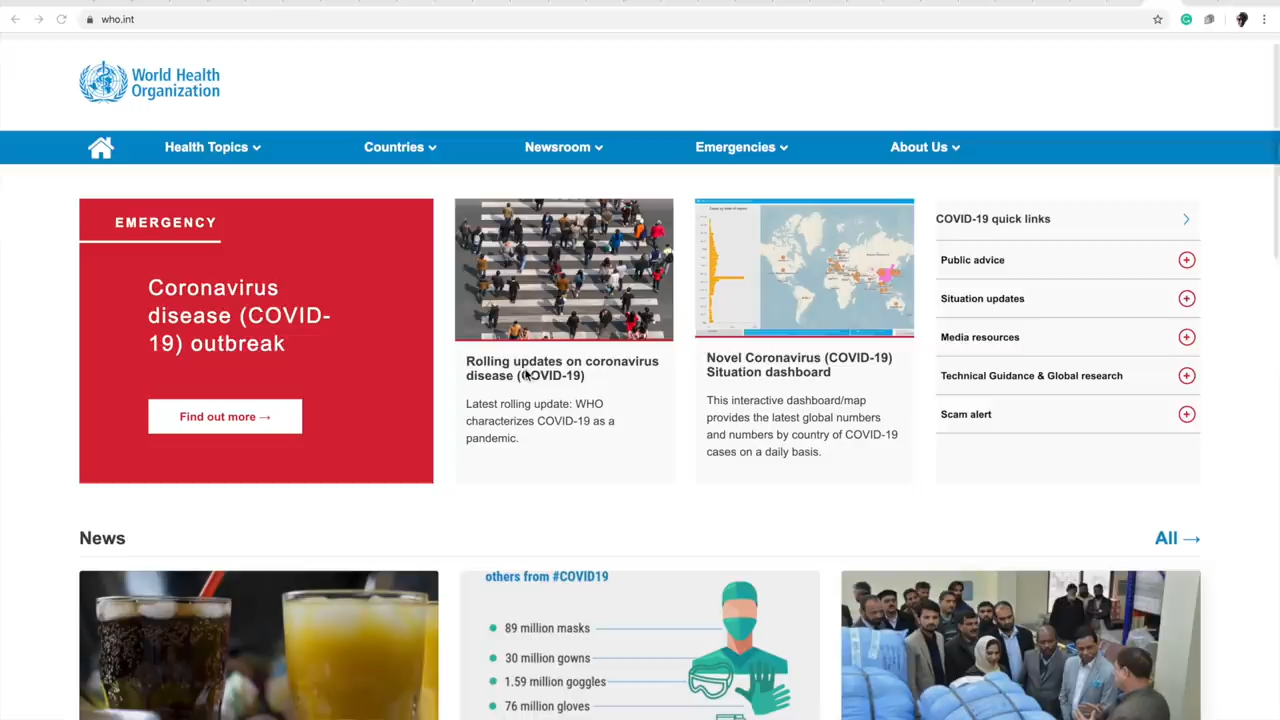 who.int
World Health
Organization
Health Topics
Countries
Newsroom
Emergencies
About Us
EMERGENCY
Coronavirus
disease (COVID-
19) outbreak
Find out more →
Rolling updates on coronavirus
disease (COVID-19)
Latest rolling update: WHO
characterizes COVID-19 as a
pandemic.
Novel Coronavirus (COVID-19)
Situation dashboard
This interactive dashboard/map
provides the latest global numbers
and numbers by country of COVID-19
cases on a daily basis.
COVID-19 quick links
Public advice
Situation updates
Media resources
Technical Guidance & Global research
Scam alert
News
All →
others from #COVID19
89 million masks
30 million gowns
1.59 million goggles
76 million gloves